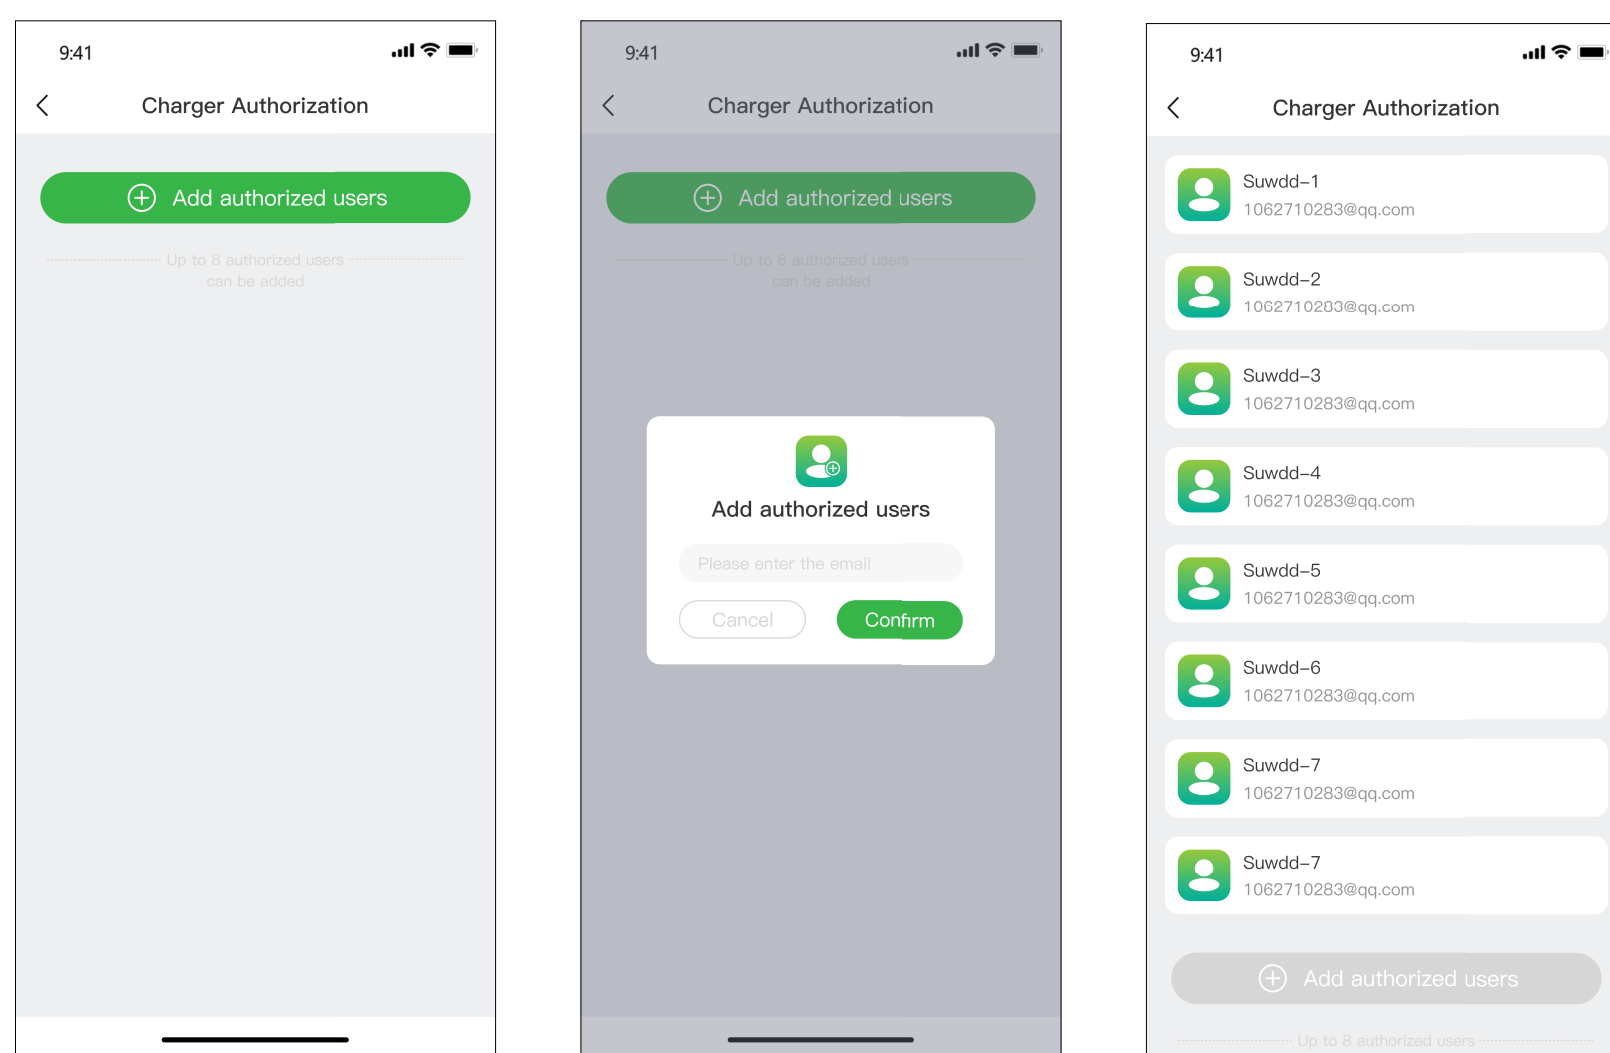 9:41
Charger Authorization
Add authorized users
Up to 8 authorized users
can be added
9:41
Charger Authorization
Add authorized users
Up to 8 authorized users
can be added
Add authorized users
Please enter the email
Cancel
Confirm
9:41
Charger Authorization
Suwdd-1
1062710283@qq.com
Suwdd-2
1062710283@qq.com
Suwdd-3
1062710283@qq.com
Suwdd-4
1062710283@qq.com
Suwdd-5
1062710283@qq.com
Suwdd-6
1062710283@qq.com
Suwdd-7
1062710283@qq.com
Suwdd-7
1062710283@qq.com
Add authorized users
Up to 8 authorized users